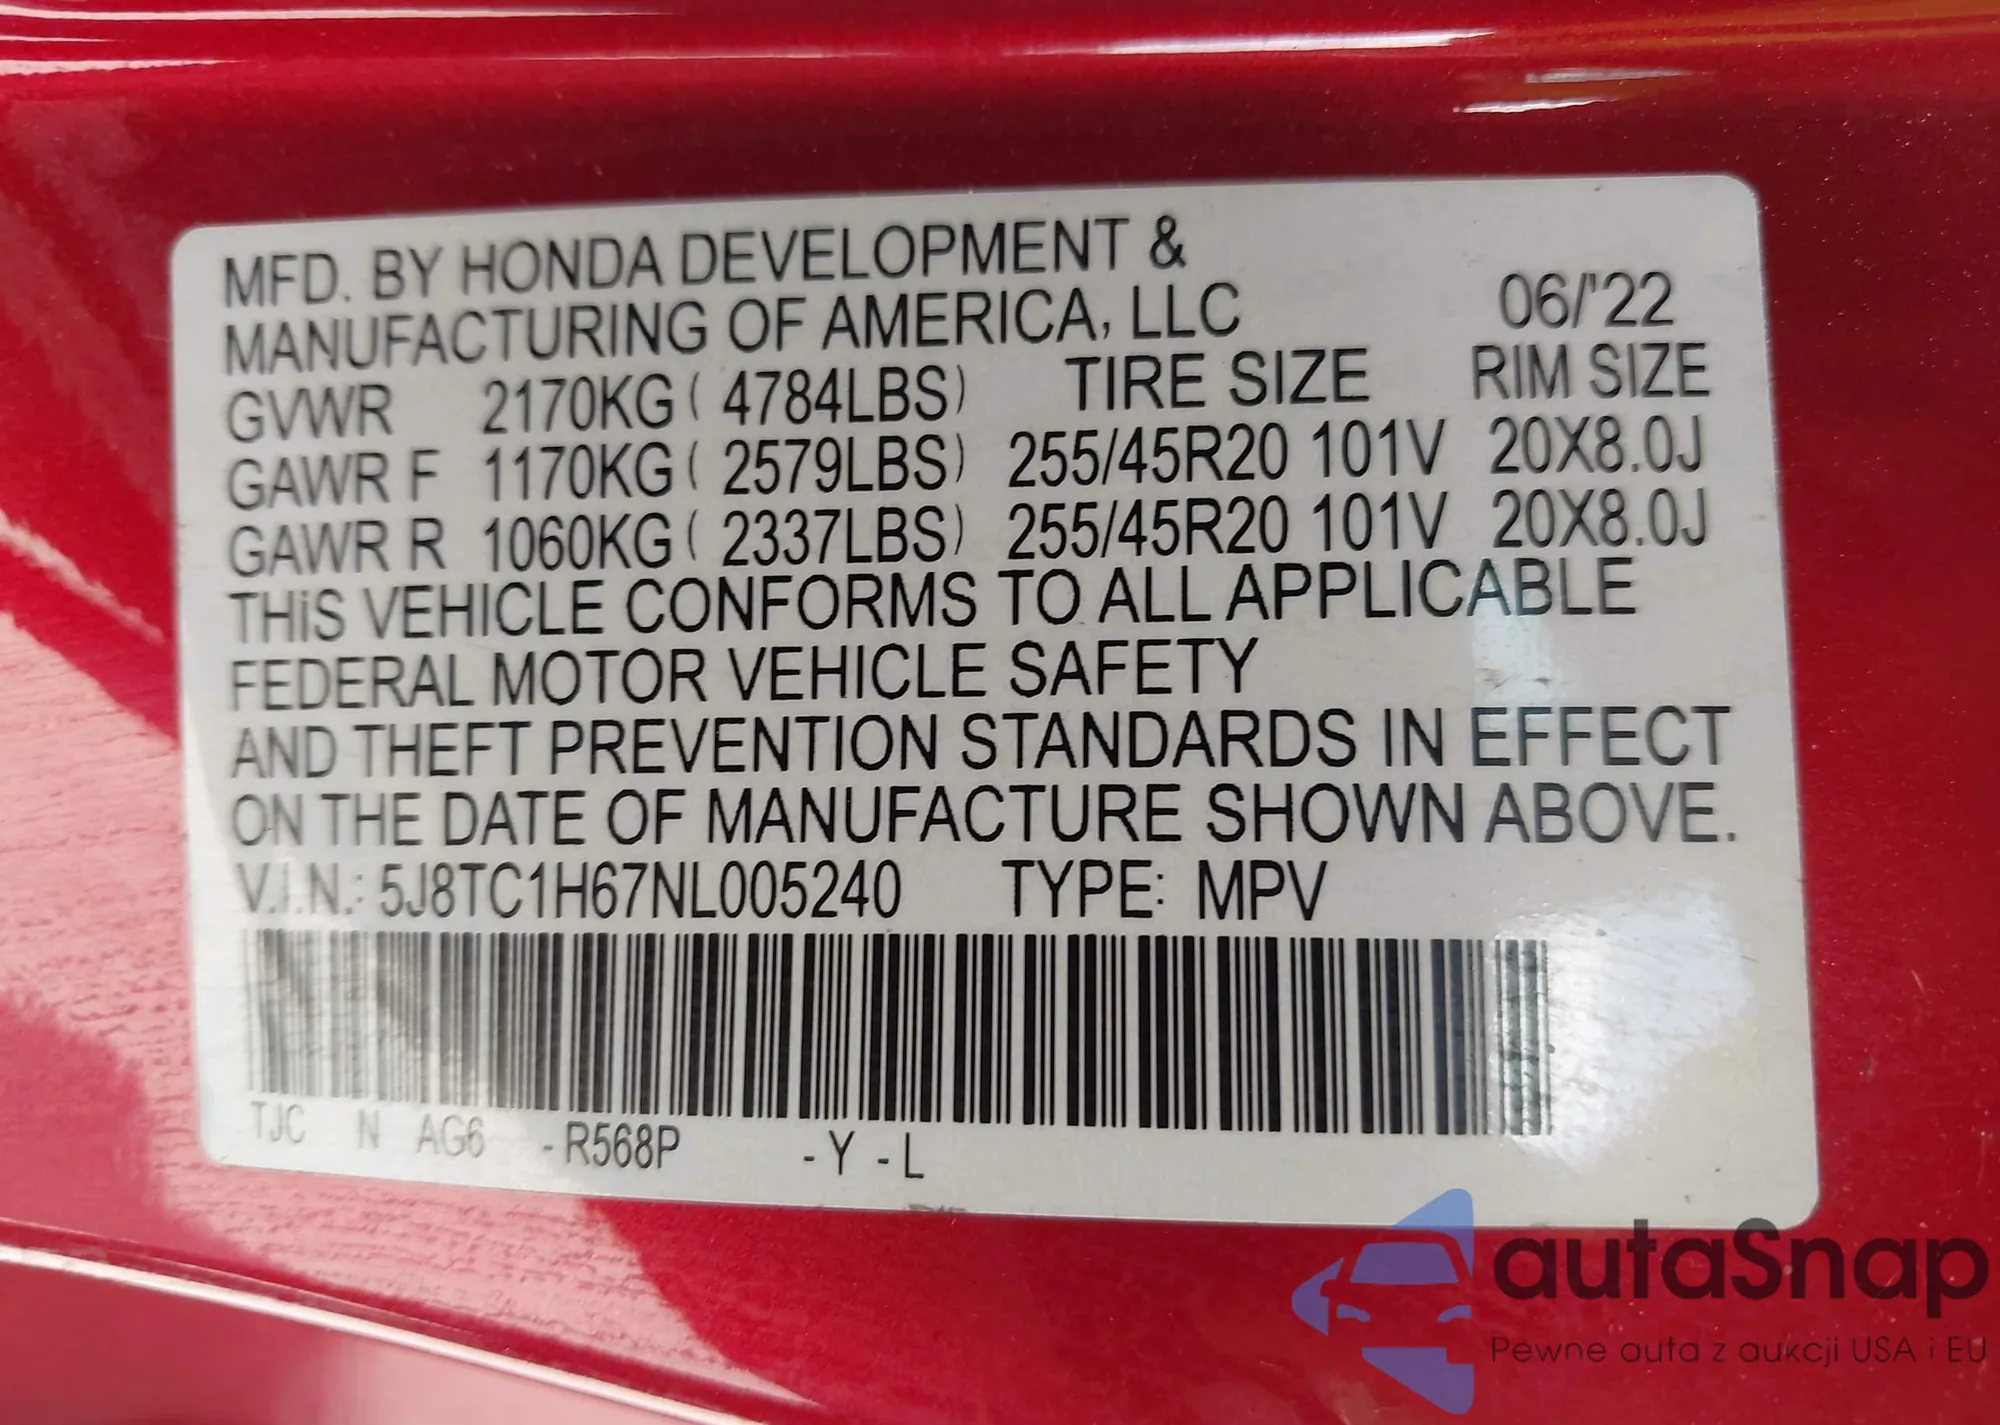 MFD. BY HONDA DEVELOPMENT &
MANUFACTURING OF AMERICA, LLC 06/'22
GVWR 2170KG ( 4784LBS) TIRE SIZE RIM SIZE
GAWR F 1170KG ( 2579LBS) 255/45R20 101V 20X8.0J
GAWR R 1060KG ( 2337LBS) 255/45R20 101V 20X8.0J
THIS VEHICLE CONFORMS TO ALL APPLICABLE
FEDERAL MOTOR VEHICLE SAFETY
AND THEFT PREVENTION STANDARDS IN EFFECT
ON THE DATE OF MANUFACTURE SHOWN ABOVE.
V.I.N.: 5J8TC1H67NL005240 TYPE: MPV
TJC N AG6 -R568P -Y-L
autaSnap
Pewne auta z aukcji USA i EU